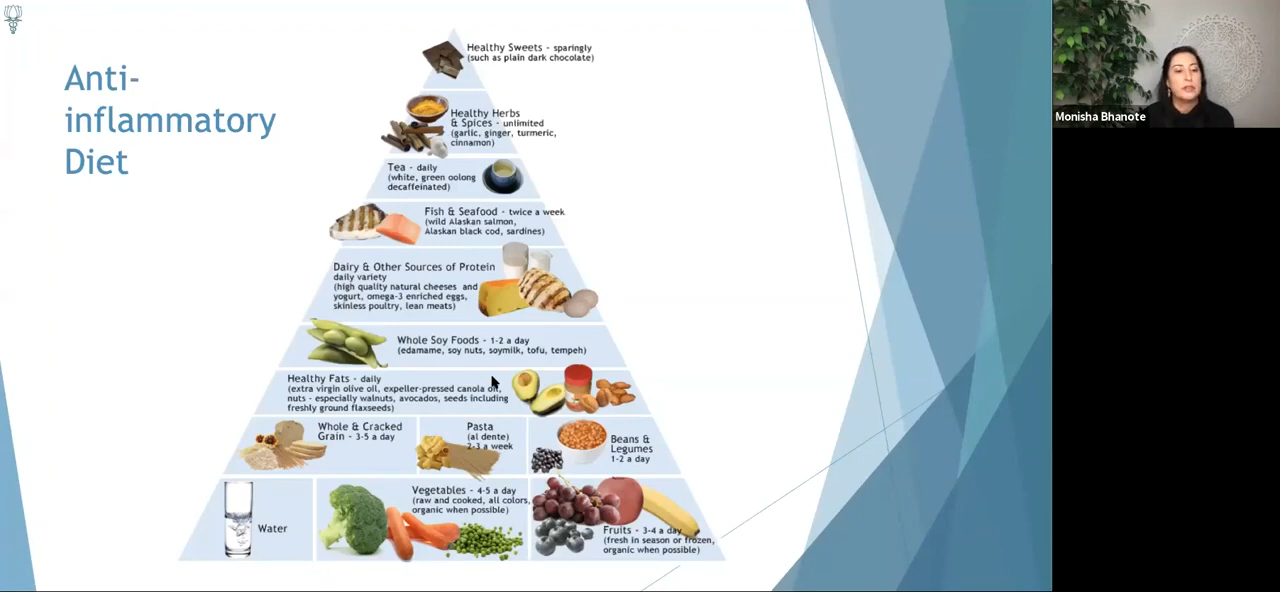 Anti-
inflammatory
Diet
Healthy Sweets - sparingly
(such as plain dark chocolate)
Healthy Herbs
& Spices - unlimited
(garlic, ginger, turmeric,
cinnamon)
Tea - daily
(white, green oolong
decaffeinated)
Fish & Seafood - twice a week
(wild Alaskan salmon,
Alaskan black cod, sardines)
Dairy & Other Sources of Protein
daily variety
(high quality natural cheeses and
yogurt, omega-3 enriched eggs,
skinless poultry, lean meats)
Whole Soy Foods - 1-2 a day
(edamame, soy nuts, soymilk, tofu, tempeh)
Healthy Fats - daily
(extra virgin olive oil, expeller-pressed canola oil,
nuts - especially walnuts, avocados, seeds including
freshly ground flaxseeds)
Whole & Cracked
Grain - 3-5 a day
Pasta
(al dente)
2-3 a week
Beans &
Legumes
1-2 a day
Water
Vegetables - 4-5 a day
(raw and cooked, all colors,
organic when possible)
Fruits - 3-4 a day
(fresh in season or frozen,
organic when possible)
Monisha Bhanote